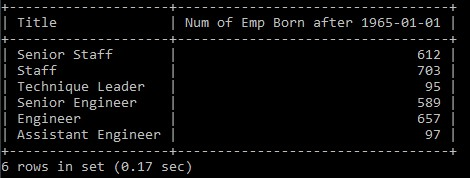 +--------------------+----------------------------------+
| Title              | Num of Emp Born after 1965-01-01 |
+--------------------+----------------------------------+
| Senior Staff       |                              612 |
| Staff              |                              703 |
| Technique Leader   |                               95 |
| Senior Engineer    |                              589 |
| Engineer           |                              657 |
| Assistant Engineer |                               97 |
+--------------------+----------------------------------+
6 rows in set (0.17 sec)